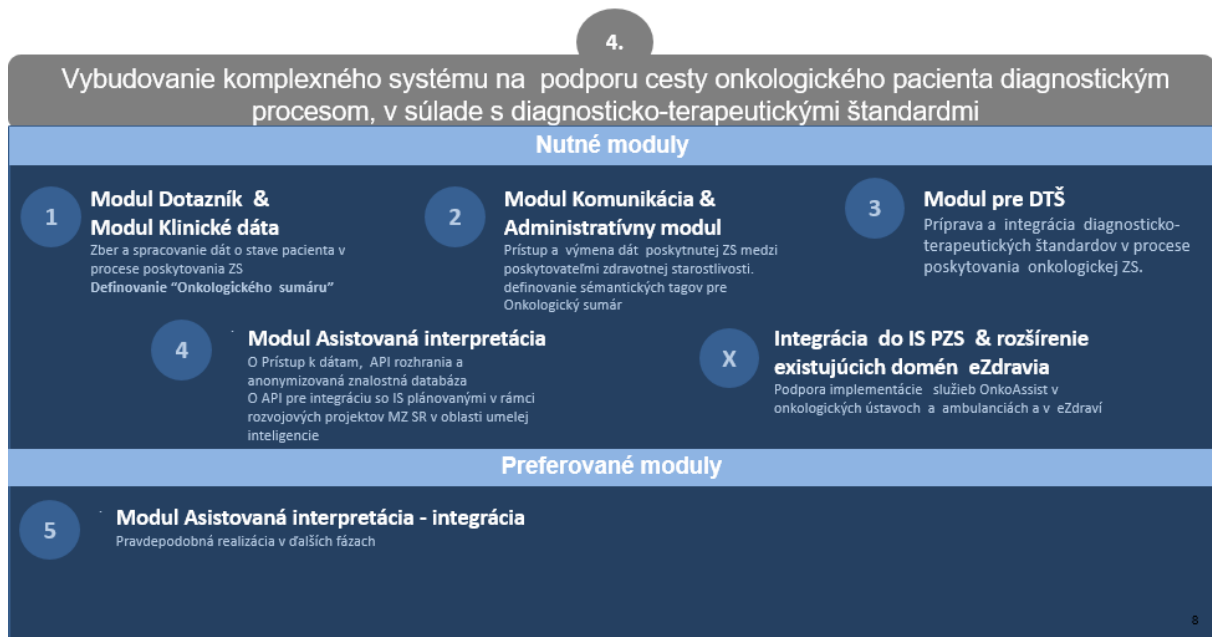 4.
Vybudovanie komplexného systému na podporu cesty onkologického pacienta diagnostickým
procesom, v súlade s diagnosticko-terapeutickými štandardmi
Nutné moduly
1
Modul Dotazník &
Modul Klinické dáta
Zber a spracovanie dát o stave pacienta v
procese poskytovania ZS
Definovanie “Onkologického sumáru”
2
Modul Komunikácia &
Administratívny modul
Prístup a výmena dát poskytnutej ZS medzi
poskytovateľmi zdravotnej starostlivosti.
definovanie sémantických tagov pre
Onkologický sumár
3
Modul pre DTŠ
Príprava a integrácia diagnosticko-
terapeutických štandardov v procese
poskytovania onkologickej ZS.
4
Modul Asistovaná interpretácia
O Prístup k dátam, API rozhrania a
anonymizovaná znalostná databáza
O API pre integráciu so IS plánovanými v rámci
rozvojových projektov MZ SR v oblasti umelej
inteligencie
X
Integrácia do IS PZS & rozšírenie
existujúcich domén eZdravia
Podpora implementácie služieb OnkoAssist v
onkologických ústavoch a ambulanciách a v eZdraví
Preferované moduly
5
Modul Asistovaná interpretácia - integrácia
Pravdepodobná realizácia v ďalších fázach
8